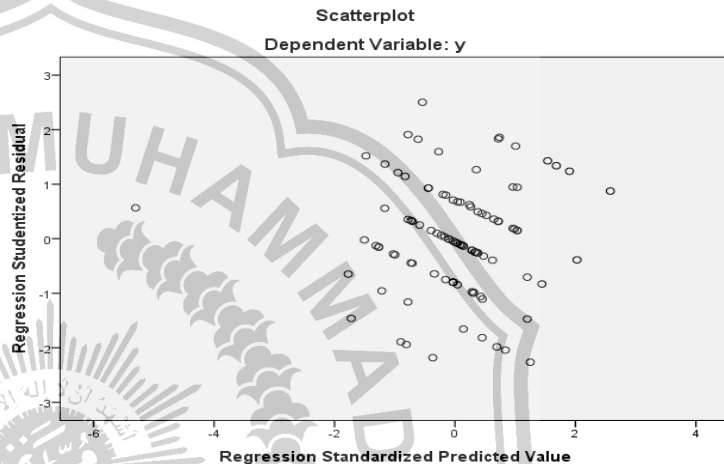 Scatterplot
Dependent Variable: y
Regression Studentized Residual
3
2
1
0
-1
-2
-3
-6
-4
-2
0
2
4
Regression Standardized Predicted Value
MUHAMMAD